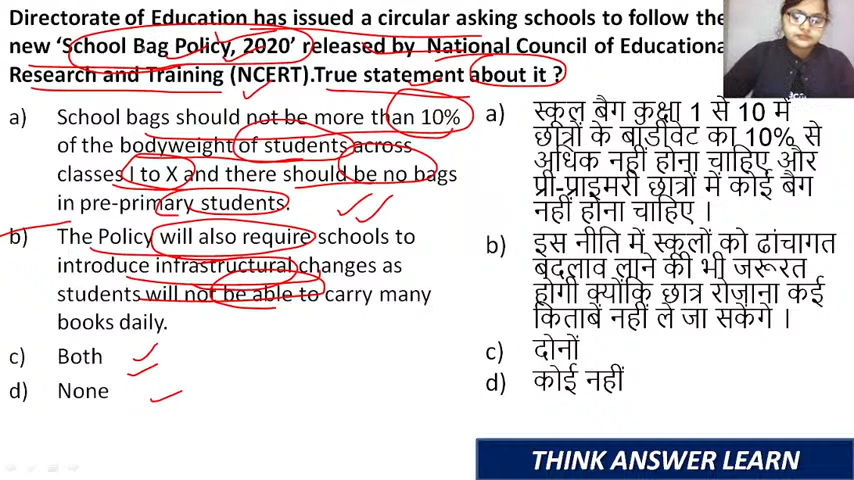 Directorate of Education has issued a circular asking schools to follow the
new ‘School Bag Policy, 2020’ released by National Council of Educational
Research and Training (NCERT).True statement about it ?
a) School bags should not be more than 10%
of the bodyweight of students across
classes I to X and there should be no bags
in pre-primary students.
b) The Policy will also require schools to
introduce infrastructural changes as
students will not be able to carry many
books daily.
c) Both
d) None
a) स्कूल बैग कुक्षा 1 से 10 में
छात्रों के बॉडीवेट का 10% से
अधिक नहीं होना चाहिए और
प्री-प्राइमरी छात्रों में कोई बैग
नहीं होना चाहिए ।
b) इस नीति में स्कूलों को ढांचागत
बदलाव लाने की भी जरूरत
होगी क्योंकि छात्र रोजाना कई
किताबें नहीं ले जा सकेंगे ।
c) दोनों
d) कोई नहीं
THINK ANSWER LEARN